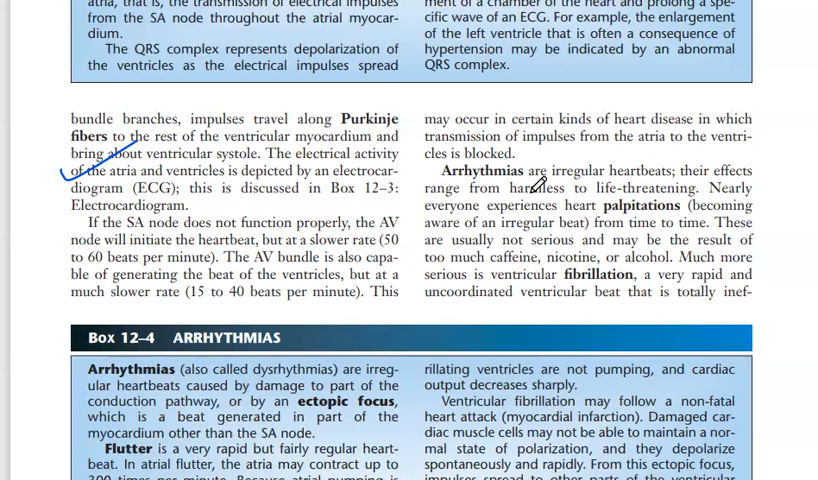 atria, that is, the transmission of electrical impulses
from the SA node throughout the atrial myocar-
dium.
The QRS complex represents depolarization of
the ventricles as the electrical impulses spread
ment of a chamber of the heart and prolong a spe-
cific wave of an ECG. For example, the enlargement
of the left ventricle that is often a consequence of
hypertension may be indicated by an abnormal
QRS complex.
bundle branches, impulses travel along Purkinje
fibers to the rest of the ventricular myocardium and
bring about ventricular systole. The electrical activity
of the atria and ventricles is depicted by an electrocar-
diogram (ECG); this is discussed in Box 12–3:
Electrocardiogram.
If the SA node does not function properly, the AV
node will initiate the heartbeat, but at a slower rate (50
to 60 beats per minute). The AV bundle is also capa-
ble of generating the beat of the ventricles, but at a
much slower rate (15 to 40 beats per minute). This
may occur in certain kinds of heart disease in which
transmission of impulses from the atria to the ventri-
cles is blocked.
Arrhythmias are irregular heartbeats; their effects
range from harmless to life-threatening. Nearly
everyone experiences heart palpitations (becoming
aware of an irregular beat) from time to time. These
are usually not serious and may be the result of
too much caffeine, nicotine, or alcohol. Much more
serious is ventricular fibrillation, a very rapid and
uncoordinated ventricular beat that is totally inef-
Box 12–4 ARRHYTHMIAS
Arrhythmias (also called dysrhythmias) are irreg-
ular heartbeats caused by damage to part of the
conduction pathway, or by an ectopic focus,
which is a beat generated in part of the
myocardium other than the SA node.
Flutter is a very rapid but fairly regular heart-
beat. In atrial flutter, the atria may contract up to
300 times per minute. Because atrial pumping is
rillating ventricles are not pumping, and cardiac
output decreases sharply.
Ventricular fibrillation may follow a non-fatal
heart attack (myocardial infarction). Damaged car-
diac muscle cells may not be able to maintain a nor-
mal state of polarization, and they depolarize
spontaneously and rapidly. From this ectopic focus,
impulses spread to other parts of the ventricular